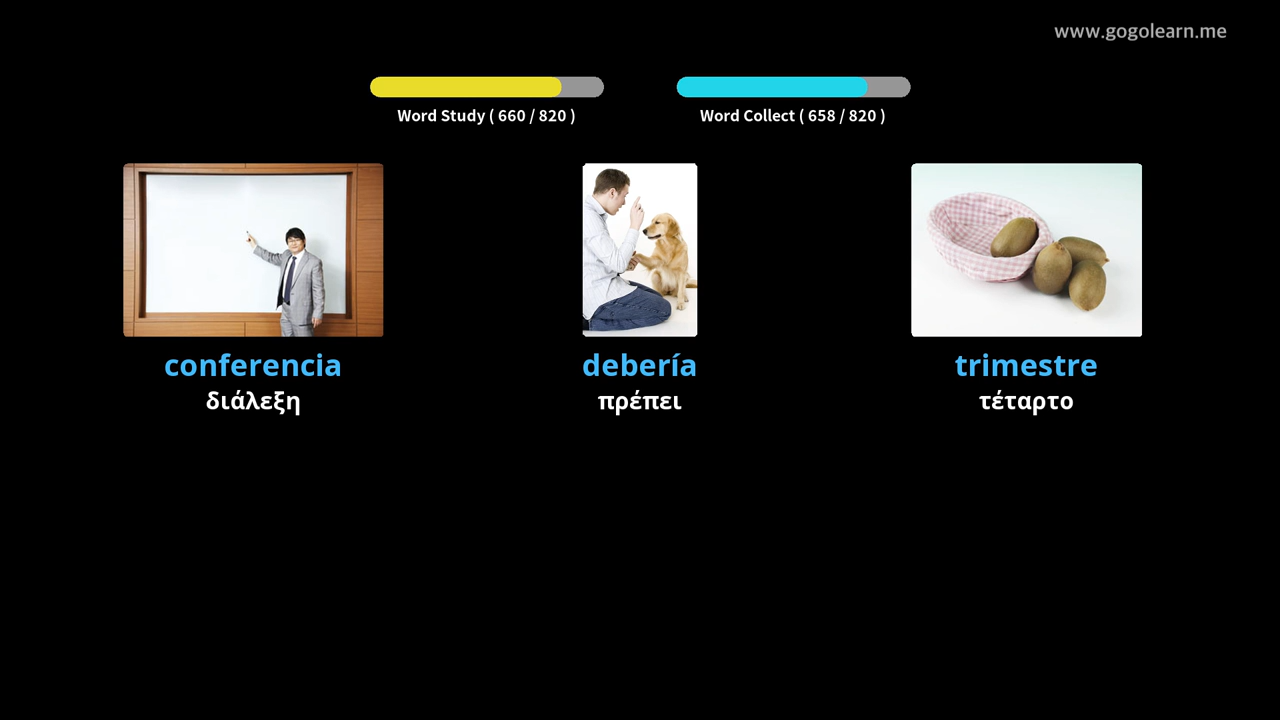 www.gogolearn.me
Word Study ( 660 / 820 )
Word Collect ( 658 / 820 )
conferencia
διάλεξη
debería
πρέπει
trimestre
τέταρτο